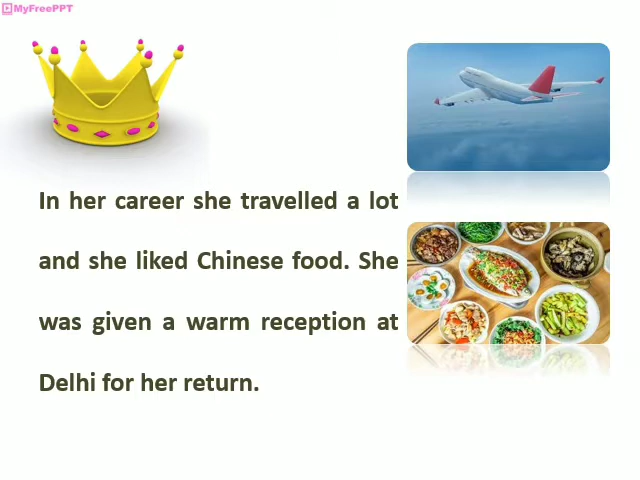 MyFreePPT
In her career she travelled a lot
and she liked Chinese food. She
was given a warm reception at
Delhi for her return.